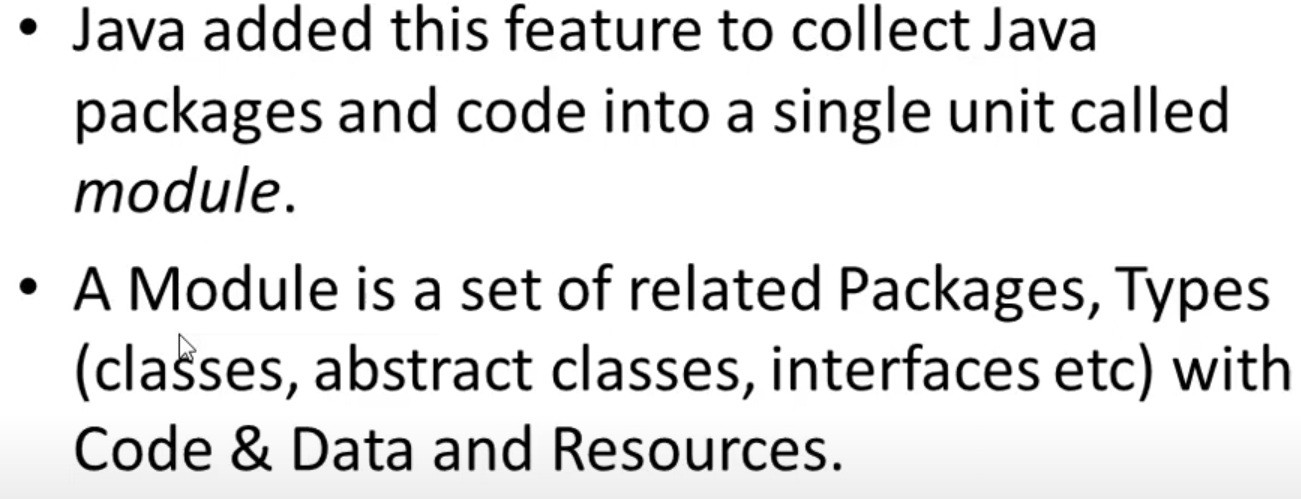 • Java added this feature to collect Java
packages and code into a single unit called
module.
• A Module is a set of related Packages, Types
(classes, abstract classes, interfaces etc) with
Code & Data and Resources.